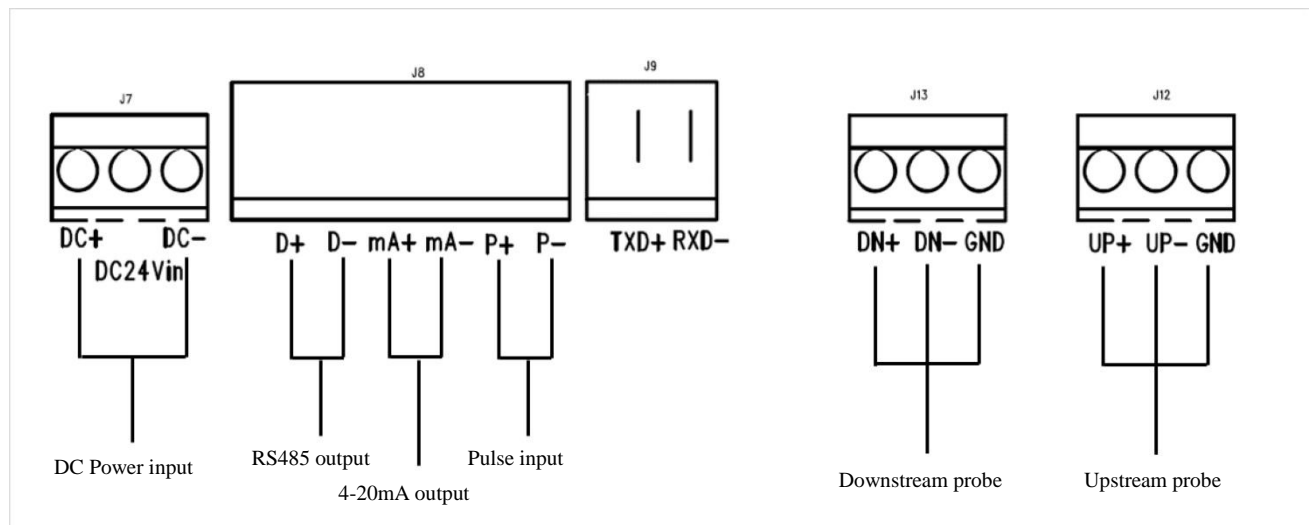 J7
J8
J9
J13
J12
DC+ DC-
DC24Vin
D+ D- mA+ mA- P+ P-
TXD+ RXD-
DN+ DN- GND
UP+ UP- GND
DC Power input
RS485 output
4-20mA output
Pulse input
Downstream probe
Upstream probe